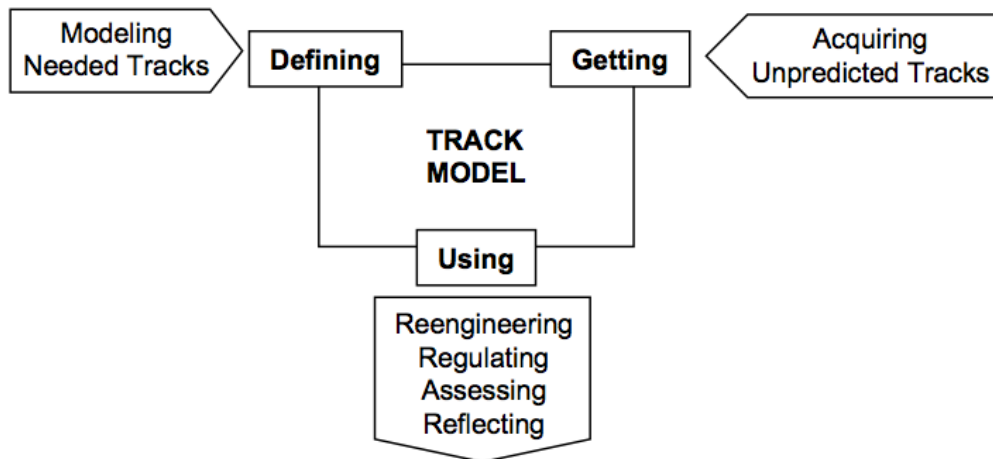 Modeling
Needed Tracks
Defining
Getting
Acquiring
Unpredicted Tracks
TRACK
MODEL
Using
Reengineering
Regulating
Assessing
Reflecting